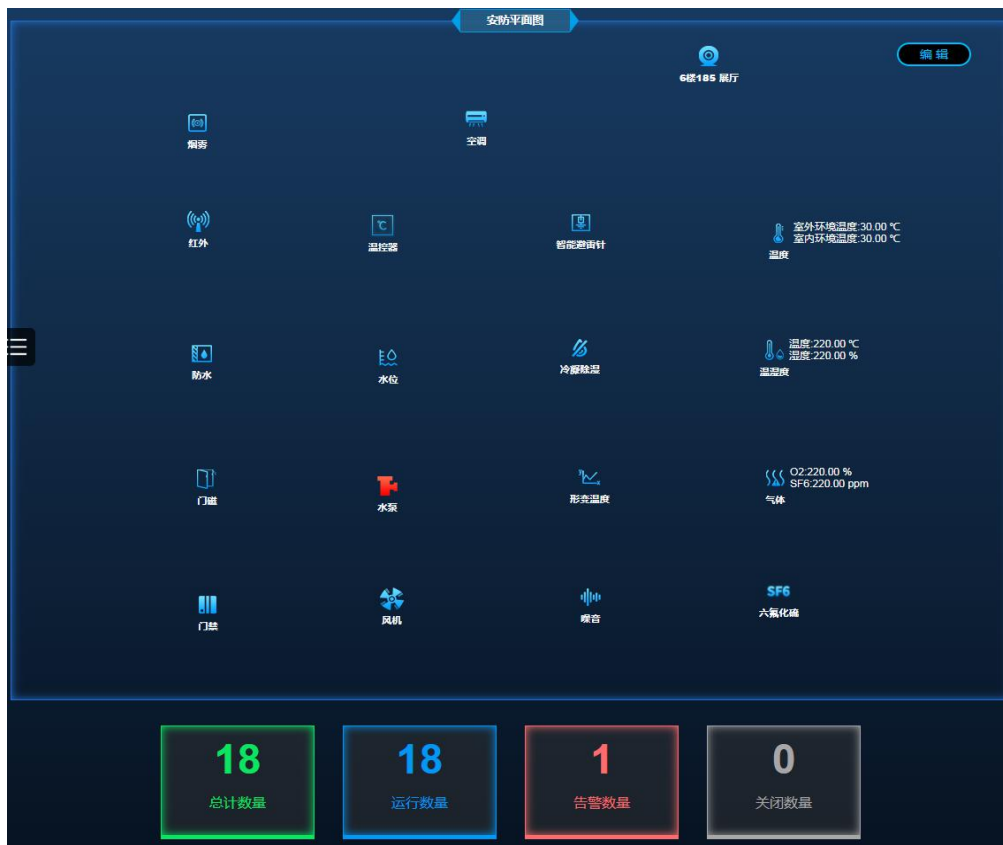 安防平面图
编辑
6楼185 展厅
烟雾
空调
红外
℃
温控器
智能避雷针
室外环境温度:30.00 ℃
室内环境温度:30.00 ℃
温度
防水
水位
冷凝除湿
温度:220.00 ℃
湿度:220.00 %
温湿度
门磁
水泵
形变温度
O2:220.00 %
SF6:220.00 ppm
气体
门禁
风机
噪音
SF6
六氟化硫
18
总计数量
18
运行数量
1
告警数量
0
关闭数量